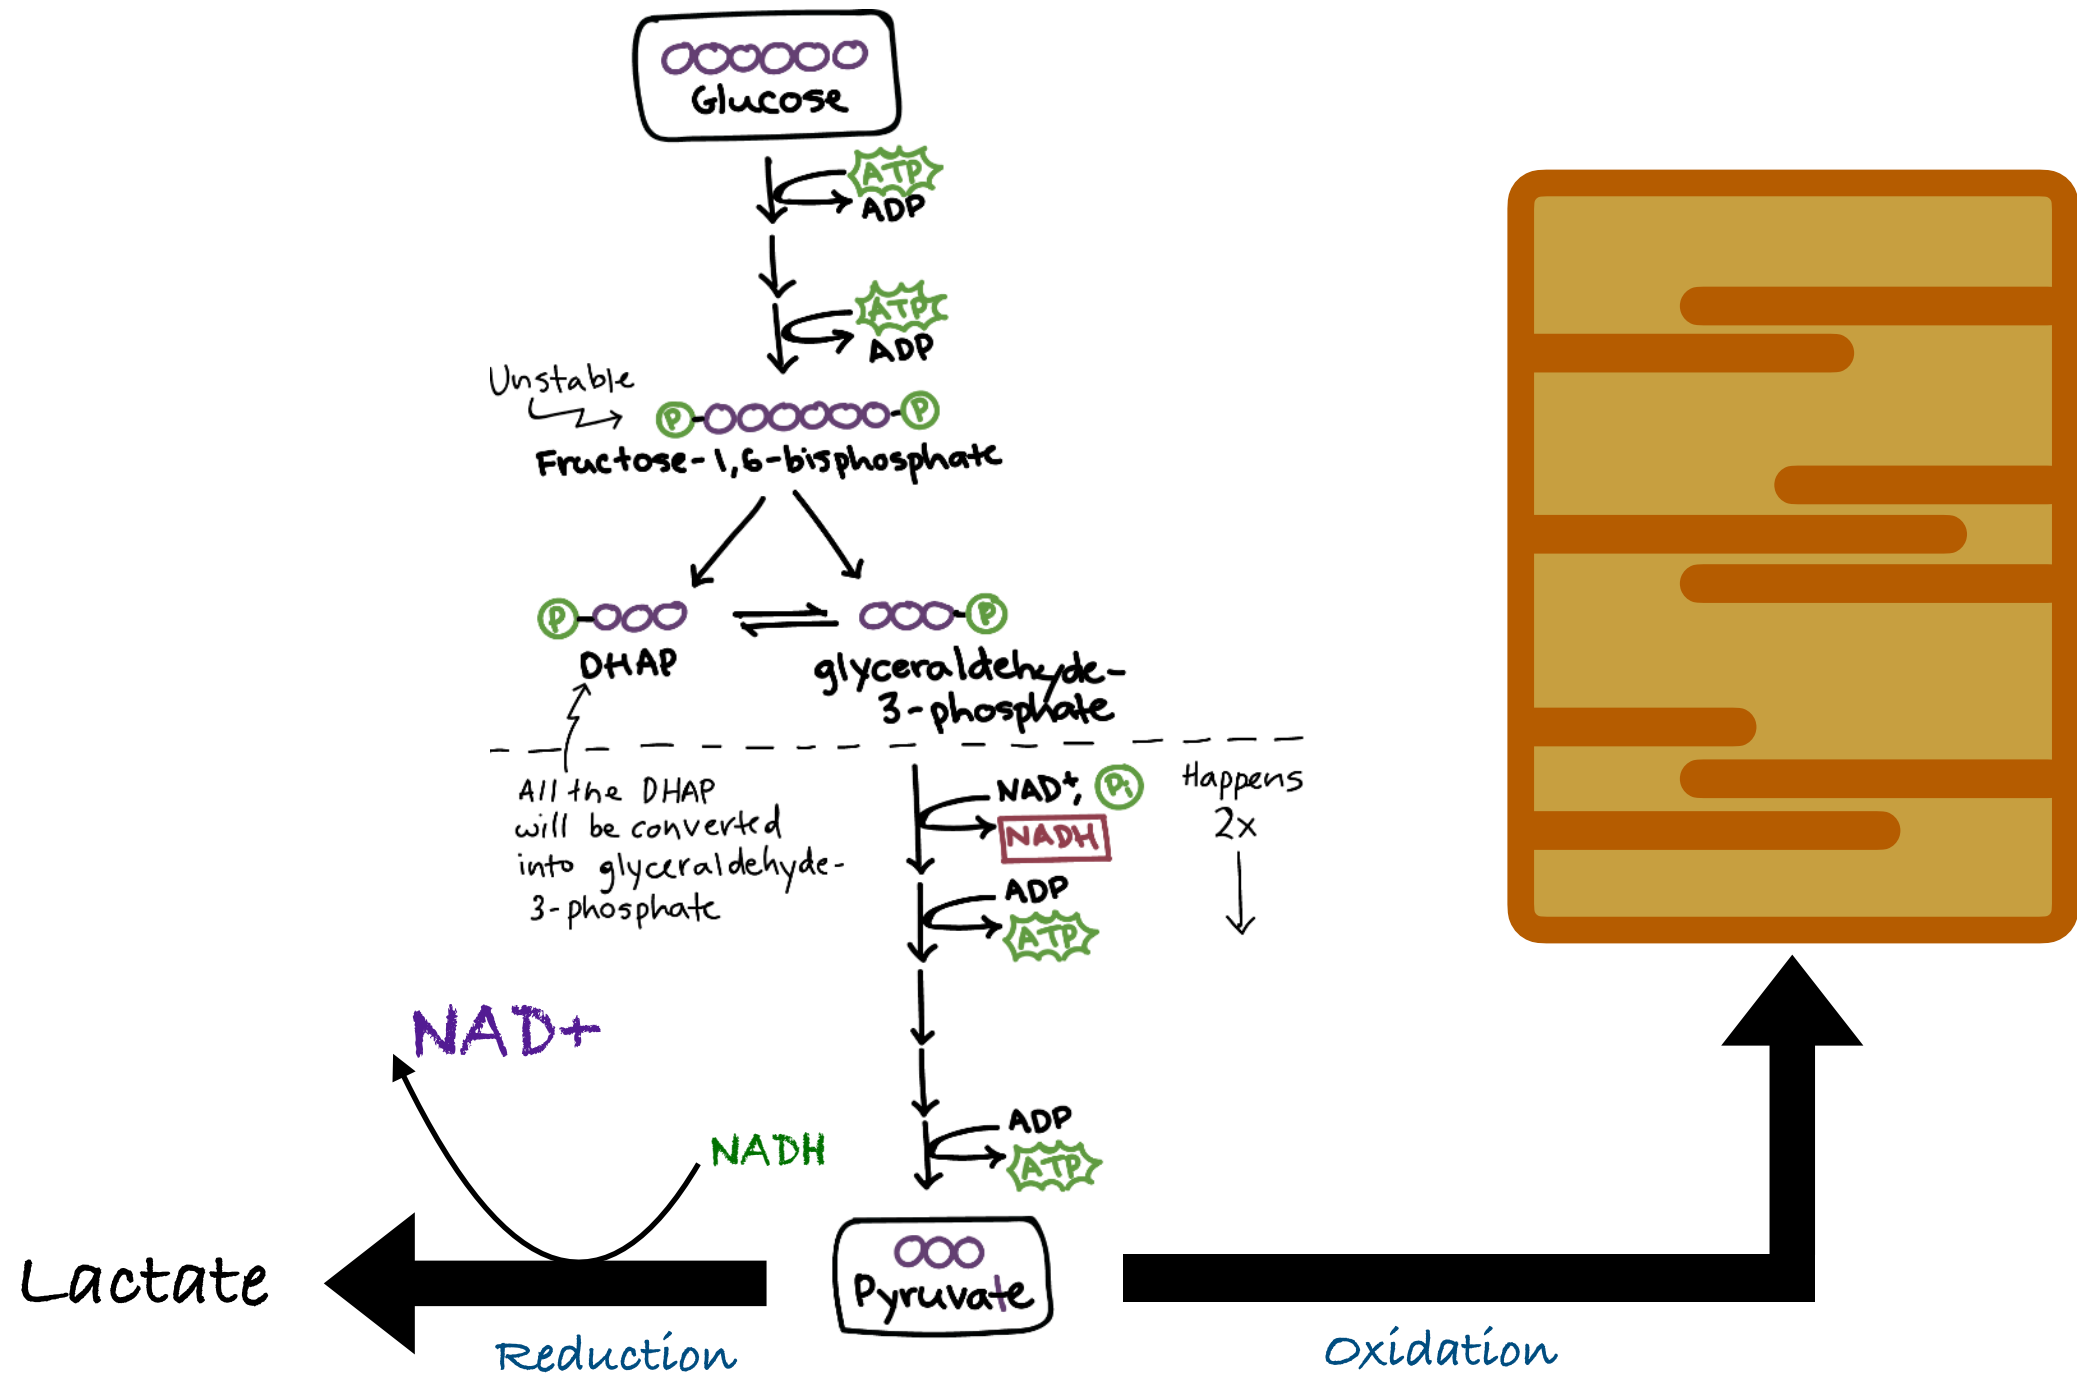 Glucose
ATP
ADP
ATP
ADP
Unstable
P
P
Fructose-1,6-bisphosphate
P
P
DHAP
glyceraldehyde-
3-phosphate
All the DHAP
will be converted
into glyceraldehyde-
3-phosphate
NAD+, Pi
NADH
Happens
2x
ADP
ATP
NAD+
NADH
ADP
ATP
Pyruvate
Lactate
Reduction
Oxidation